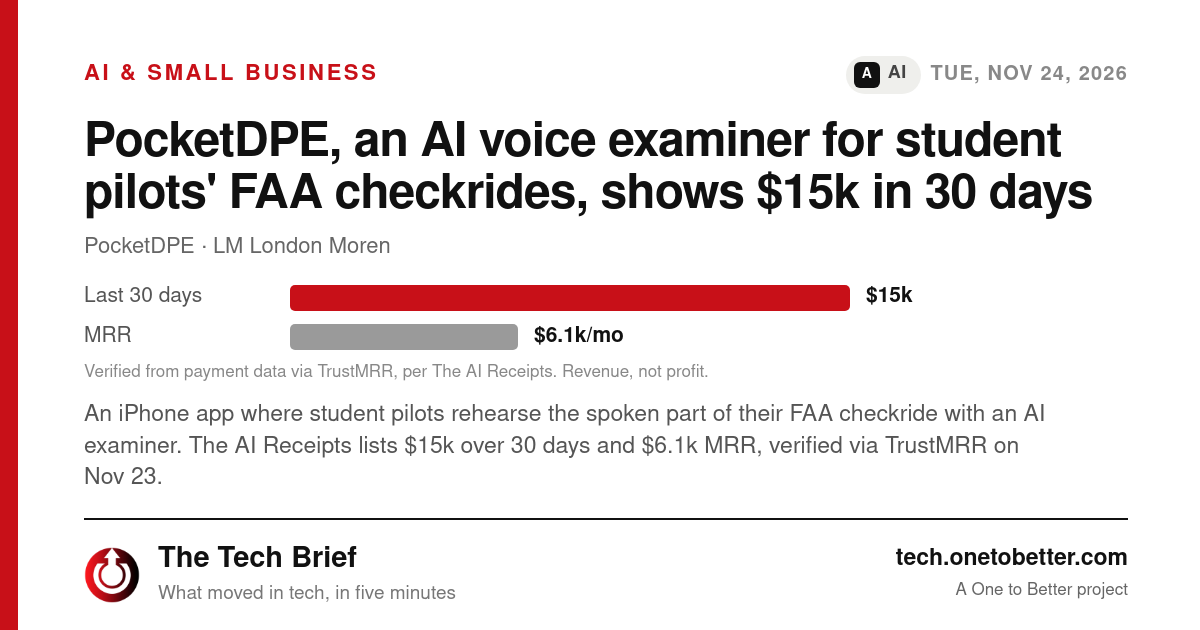 AI & SMALL BUSINESS
A AI TUE, NOV 24, 2026
PocketDPE, an AI voice examiner for student
pilots' FAA checkrides, shows $15k in 30 days
PocketDPE · LM London Moren
Last 30 days $15k
MRR $6.1k/mo
Verified from payment data via TrustMRR, per The AI Receipts. Revenue, not profit.
An iPhone app where student pilots rehearse the spoken part of their FAA checkride with an AI
examiner. The AI Receipts lists $15k over 30 days and $6.1k MRR, verified via TrustMRR on
Nov 23.
The Tech Brief
What moved in tech, in five minutes
tech.onetobetter.com
A One to Better project